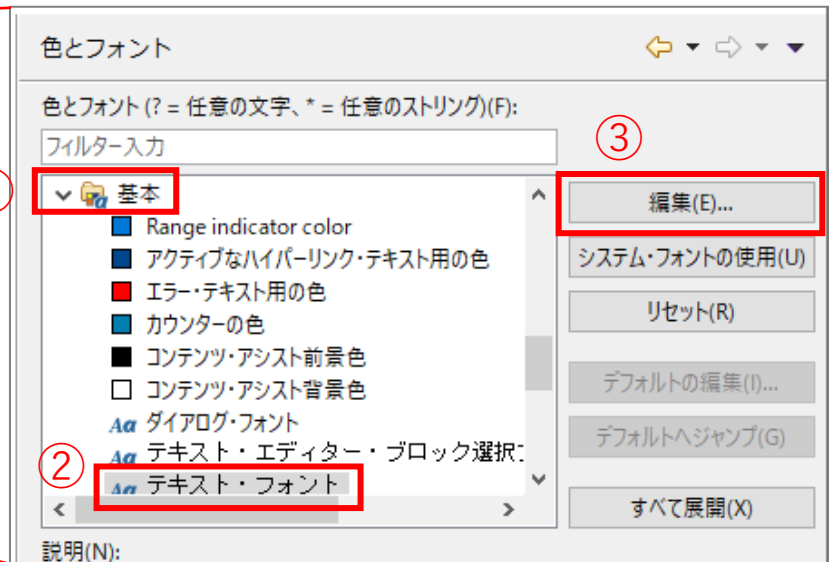 色とフォント
色とフォント (? = 任意の文字、* = 任意のストリング)(F):
フィルター入力
③
基本
編集(E)...
Range indicator color
アクティブなハイパーリンク・テキスト用の色
システム・フォントの使用(U)
エラー・テキスト用の色
リセット(R)
カウンターの色
コンテンツ・アシスト前景色
コンテンツ・アシスト背景色
デフォルトの編集(I)...
Aa ダイアログ・フォント
デフォルトへジャンプ(G)
Aa テキスト・エディター・ブロック選択
②
Aa テキスト・フォント
すべて展開(X)
説明(N):